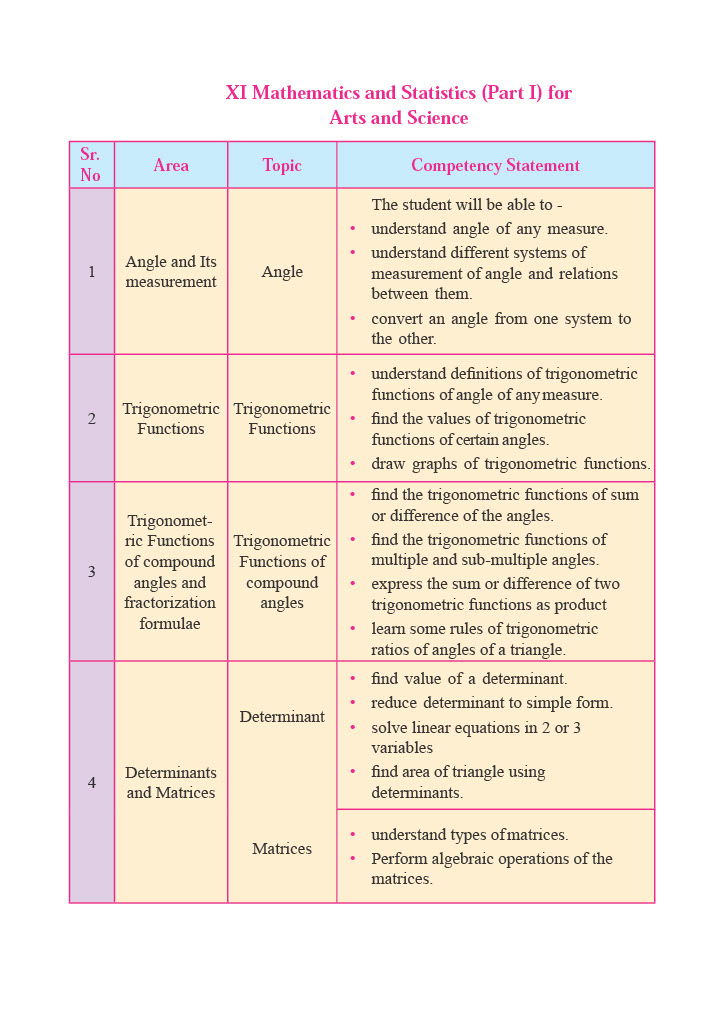 XI Mathematics and Statistics (Part I) for
Arts and Science
Sr.
No
Area
Topic
Competency Statement
1
Angle and Its
measurement
Angle
The student will be able to -
• understand angle of any measure.
• understand different systems of
measurement of angle and relations
between them.
• convert an angle from one system to
the other.
2
Trigonometric
Functions
Trigonometric
Functions
• understand definitions of trigonometric
functions of angle of any measure.
• find the values of trigonometric
functions of certain angles.
• draw graphs of trigonometric functions.
3
Trigonomet-
ric Functions
of compound
angles and
fractorization
formulae
Trigonometric
Functions of
compound
angles
• find the trigonometric functions of sum
or difference of the angles.
• find the trigonometric functions of
multiple and sub-multiple angles.
• express the sum or difference of two
trigonometric functions as product
• learn some rules of trigonometric
ratios of angles of a triangle.
4
Determinants
and Matrices
Determinant
• find value of a determinant.
• reduce determinant to simple form.
• solve linear equations in 2 or 3
variables
• find area of triangle using
determinants.
Matrices
• understand types of matrices.
• Perform algebraic operations of the
matrices.